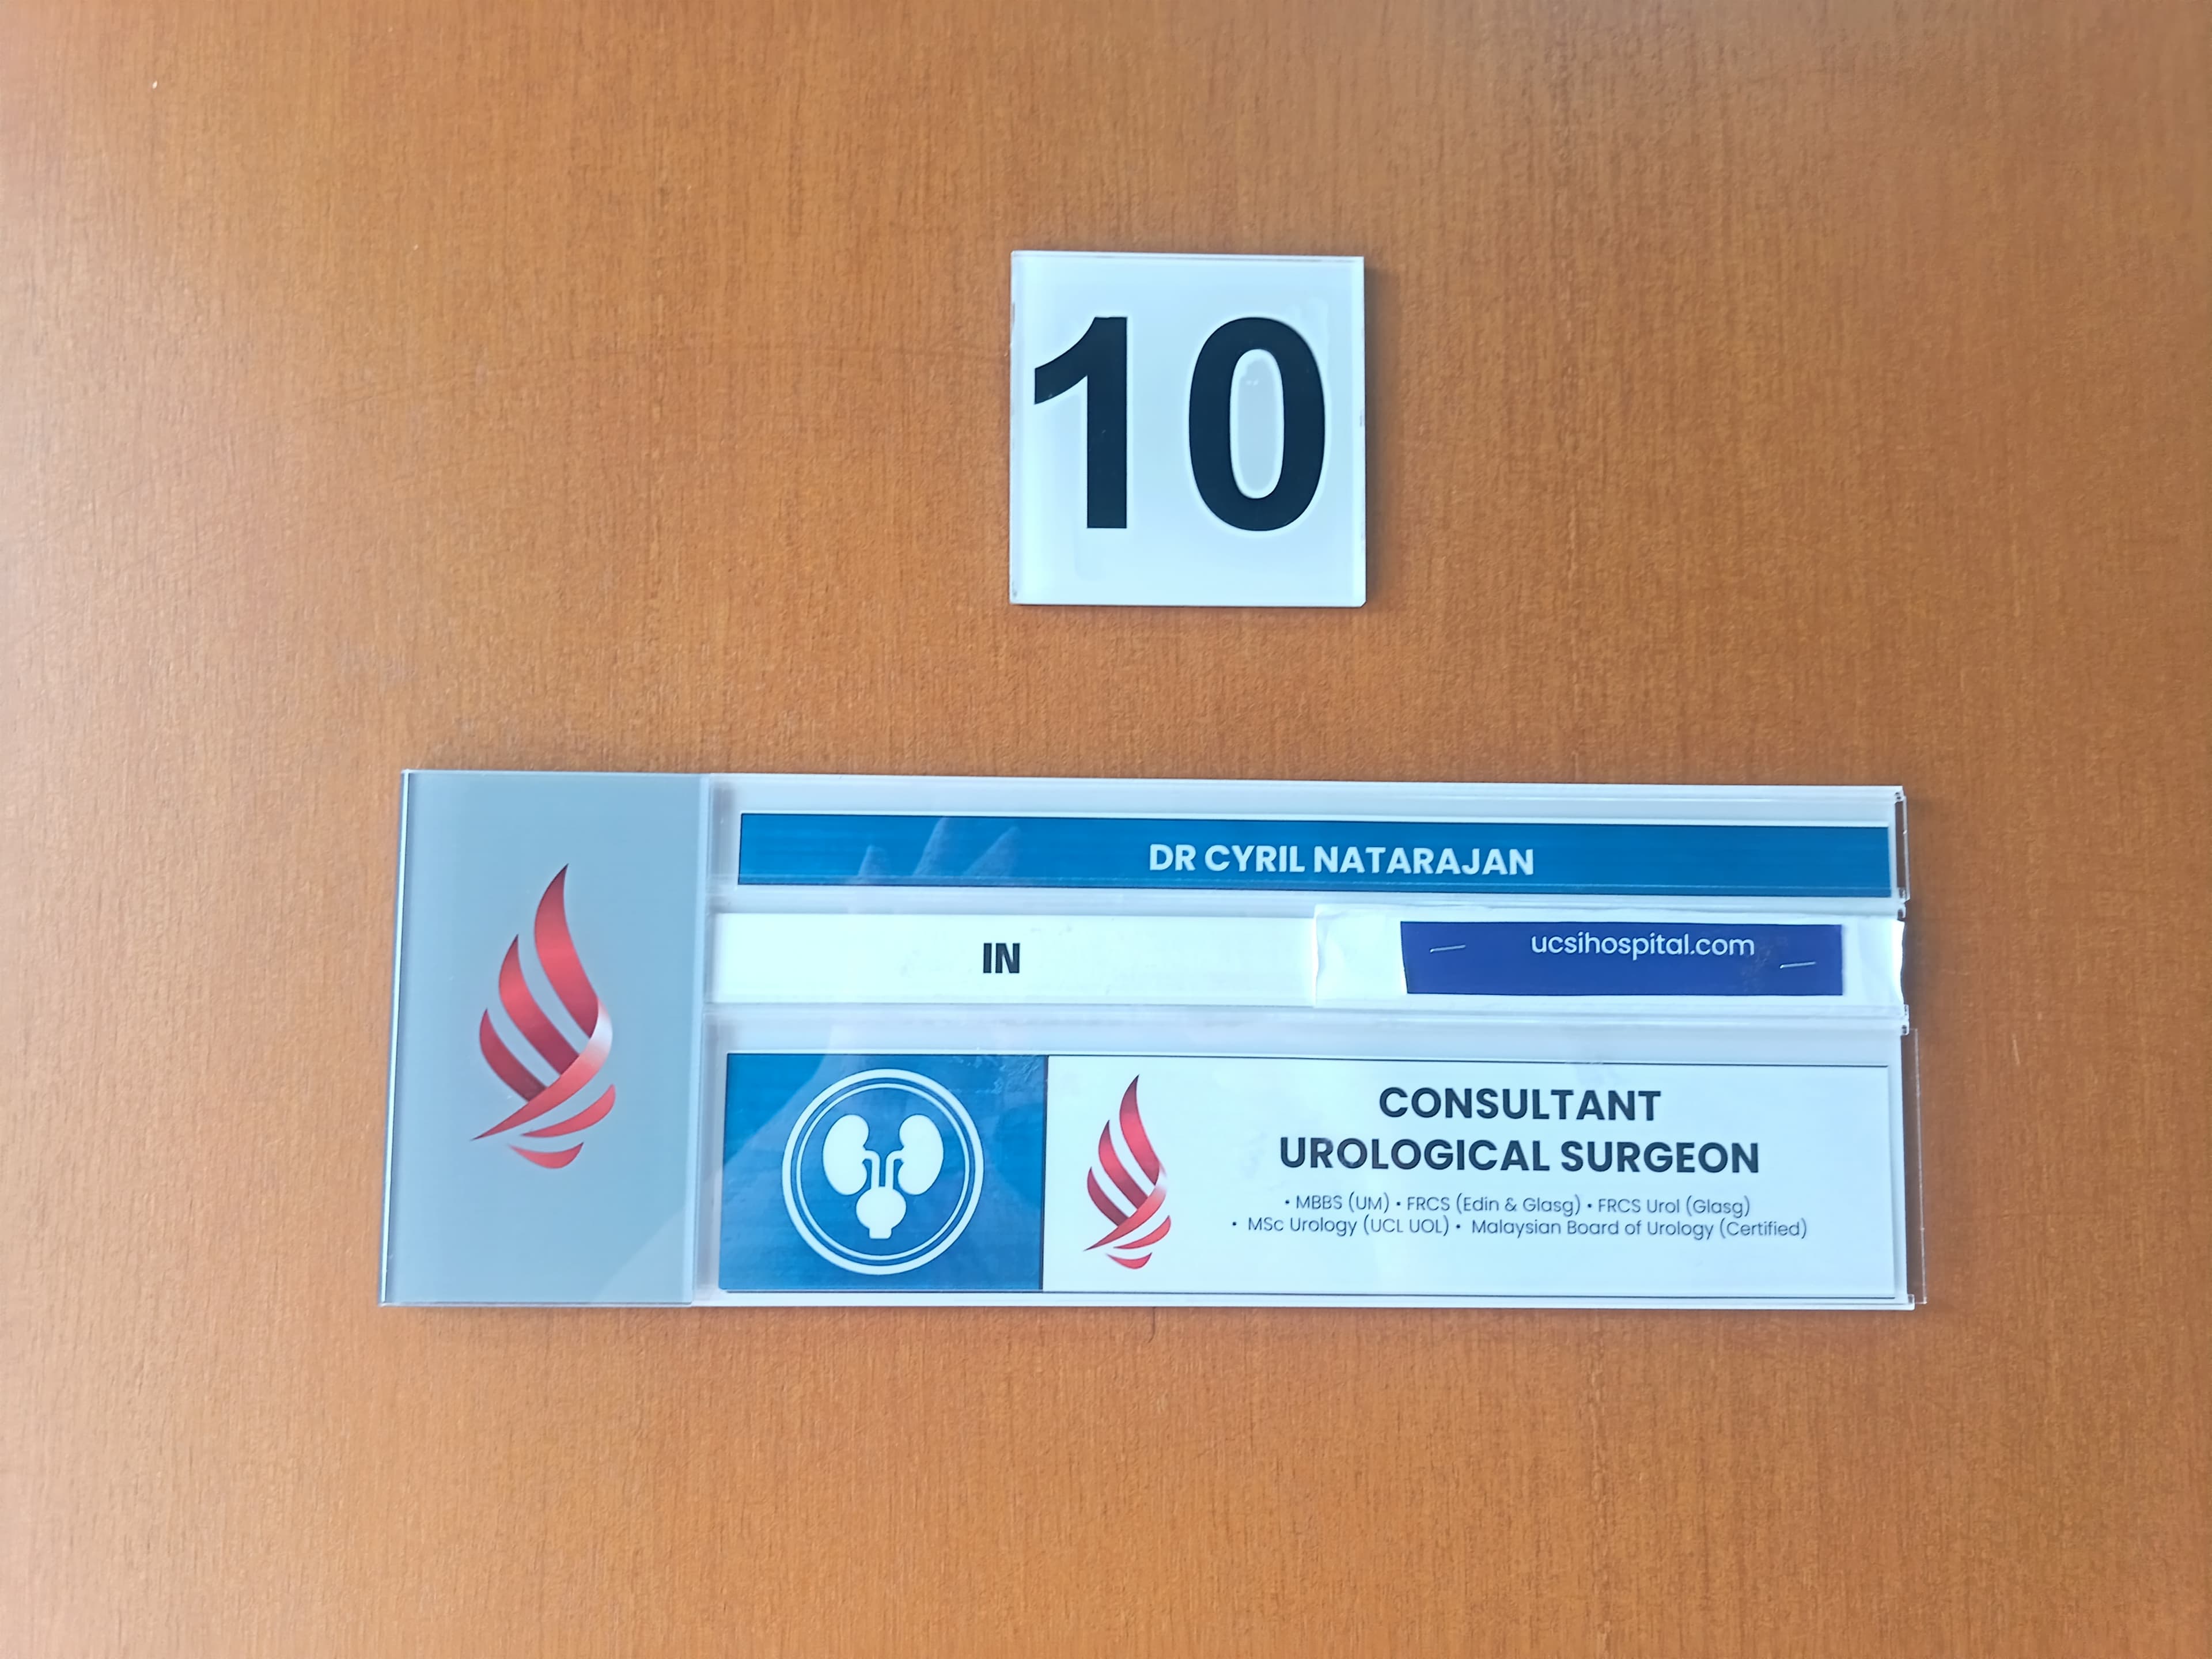 10
DR CYRIL NATARAJAN
IN
ucsihospital.com
CONSULTANT
UROLOGICAL SURGEON
• MBBS (UM) • FRCS (Edin & Glasg) • FRCS Urol (Glasg)
• MSc Urology (UCL UOL) • Malaysian Board of Urology (Certified)